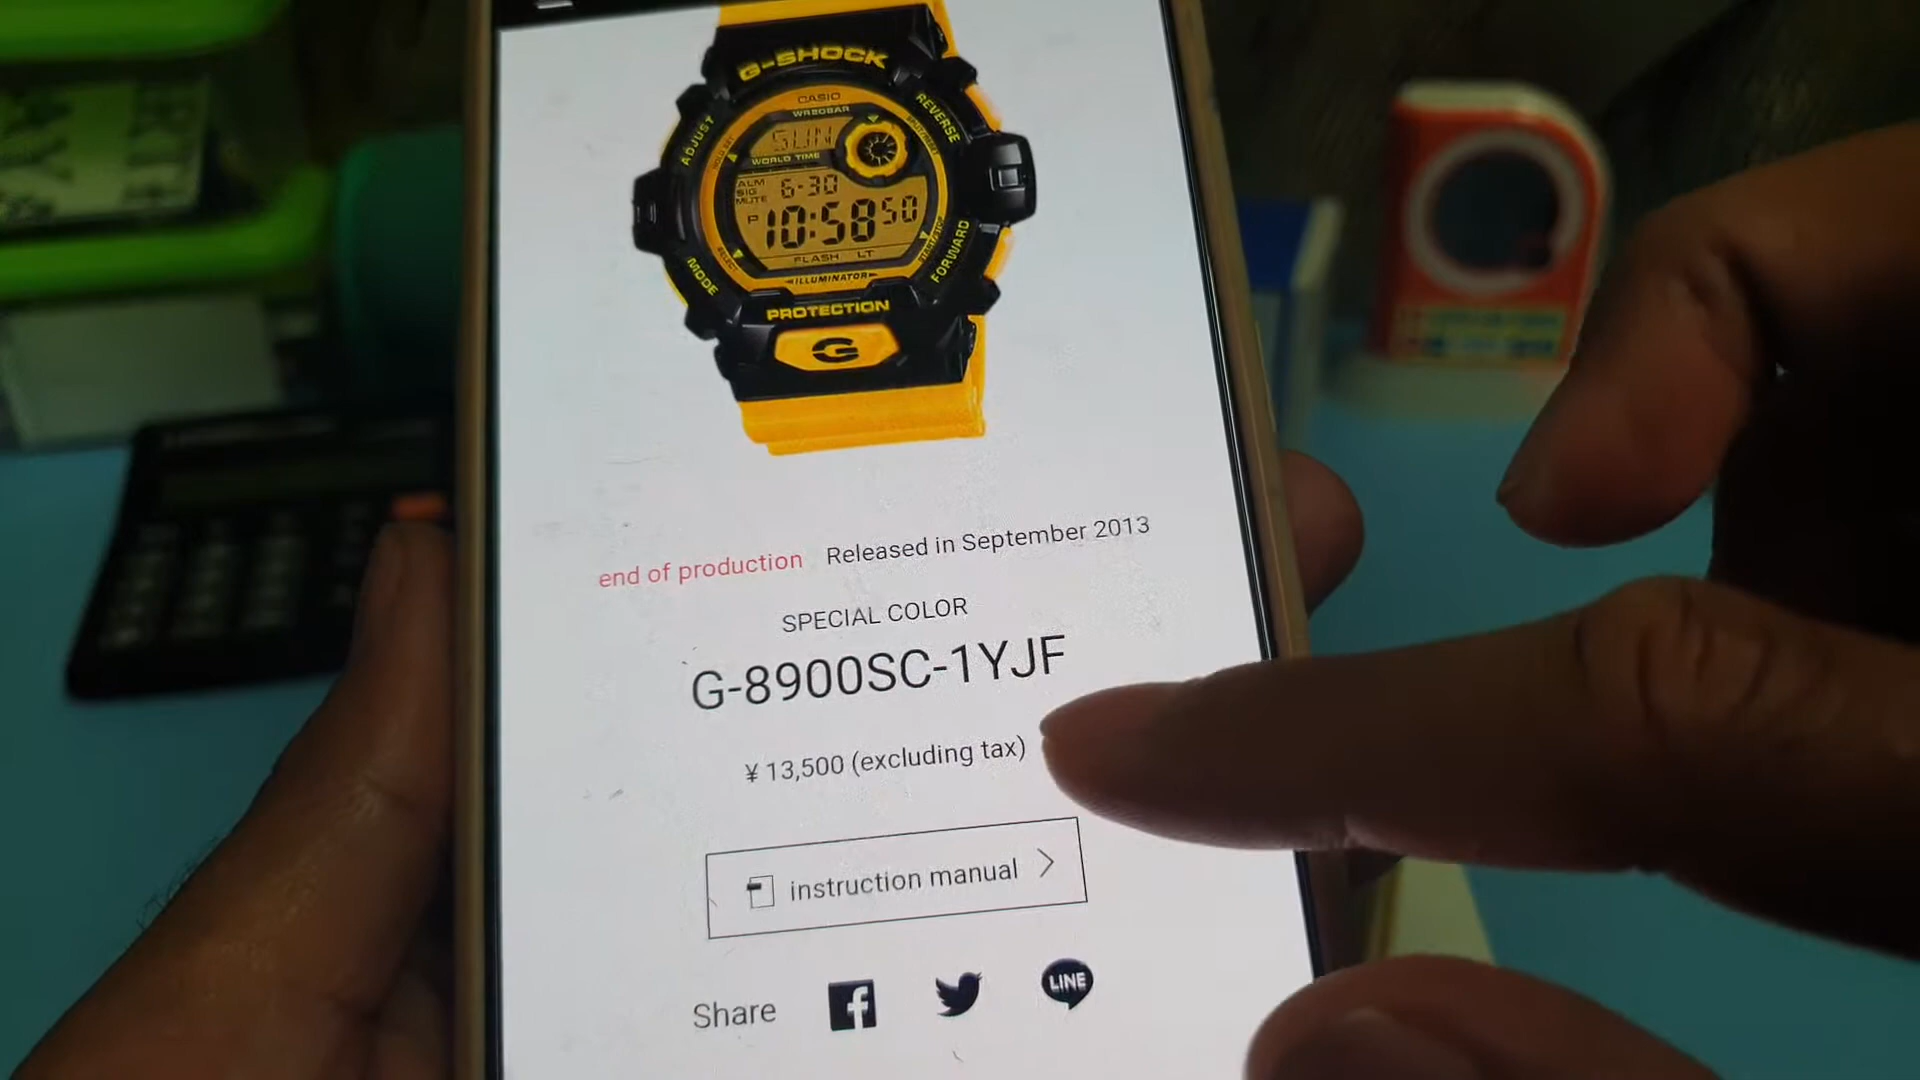 G-SHOCK
CASIO
WR20BAR
ADJUST
REVERSE
SUN
WORLD TIME
ALM
SIG
MUTE
6-30
P 10:58 50
FLASH LT
ILLUMINATOR
MODE
FORWARD
PROTECTION
G
end of production Released in September 2013
SPECIAL COLOR
G-8900SC-1YJF
¥ 13,500 (excluding tax)
instruction manual
Share
LINE